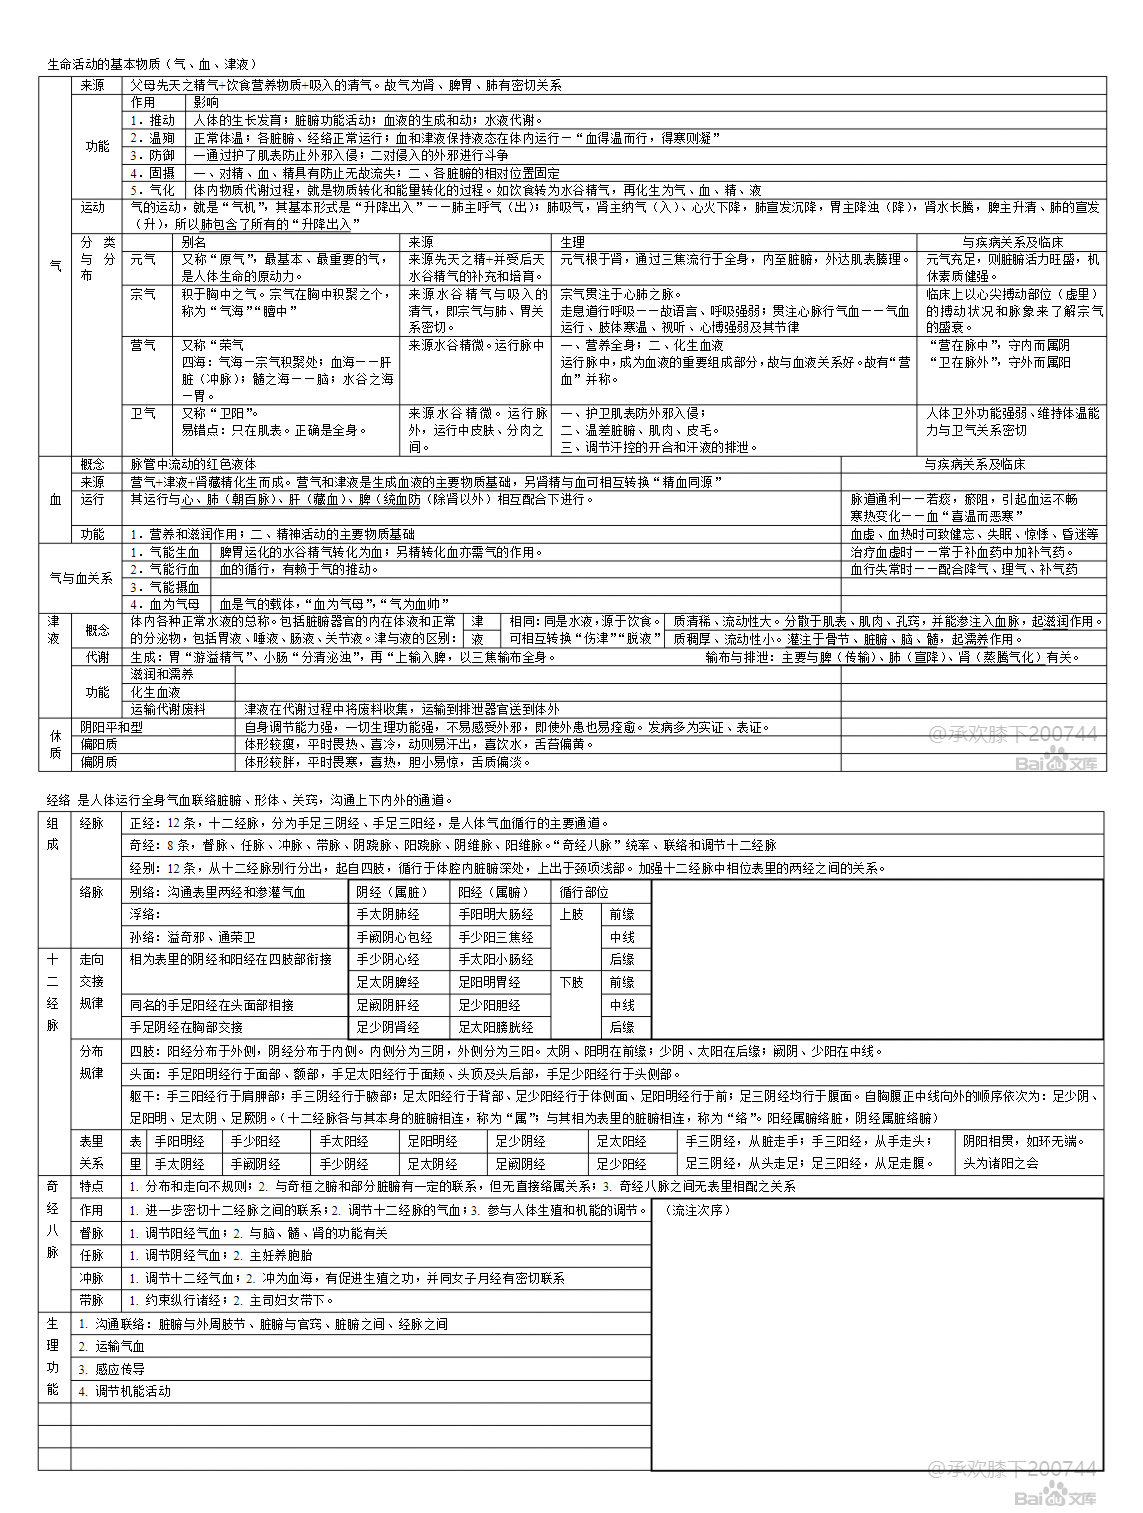 生命活动的基本物质（气、血、津液）
气
来源
父母先天之精气+饮食营养物质+吸入的清气。故气为肾、脾胃、肺有密切关系
功能
作用
影响
1．推动
人体的生长发育；脏腑功能活动；血液的生成和动；水液代谢。
2．温殉
正常体温；各脏腑、经络正常运行；血和津液保持液态在体内运行－“血得温而行，得寒则凝”
3．防御
一通过护了肌表防止外邪入侵；二对侵入的外邪进行斗争
4．固摄
一、对精、血、精具有防止无故流失；二、各脏腑的相对位置固定
5．气化
体内物质代谢过程，就是物质转化和能量转化的过程。如饮食转为水谷精气，再化生为气、血、精、液
运动
气的运动，就是“气机”，其基本形式是“升降出入”－－肺主呼气（出）；肺吸气，肾主纳气（入）、心火下降，肺宣发沉降，胃主降浊（降），肾水长腾，脾主升清、肺的宣发
（升），所以肺包含了所有的“升降出入”
分类
与分
布
别名
来源
生理
与疾病关系及临床
元气
又称“原气”，最基本、最重要的气，
是人体生命的原动力。
来源先天之精+并受后天
水谷精气的补充和培育。
元气根于肾，通过三焦流行于全身，内至脏腑，外达肌表腠理。
元气充足，则脏腑活力旺盛，机
休素质健强。
宗气
积于胸中之气。宗气在胸中积聚之个，
称为“气海”“膻中”
来源水谷精气与吸入的
清气，即宗气与肺、胃关
系密切。
宗气贯注于心肺之脉。
走息道行呼吸－－故语言、呼吸强弱；贯注心脉行气血－－气血
运行、肢体寒温、视听、心博强弱及其节律
临床上以心尖搏动部位（虚里）
的搏动状况和脉象来了解宗气
的盛衰。
营气
又称“荣气
四海：气海－宗气积聚处；血海－－肝
脏（冲脉）；髓之海－－脑；水谷之海
－胃。
来源水谷精微。运行脉中
一、营养全身；二、化生血液
运行脉中，成为血液的重要组成部分，故与血液关系好。故有“营
血”并称。
“营在脉中”，守内而属阴
“卫在脉外”，守外而属阳
卫气
又称“卫阳”。
易错点：只在肌表。正确是全身。
来源水谷精微。运行脉
外，运行中皮肤、分肉之
间。
一、护卫肌表防外邪入侵；
二、温差脏腑、肌肉、皮毛。
三、调节汗控的开合和汗液的排泄。
人体卫外功能强弱、维持体温能
力与卫气关系密切
血
概念
脉管中流动的红色液体
与疾病关系及临床
来源
营气+津液+肾藏精化生而成。营气和津液是生成血液的主要物质基础，另肾精与血可相互转换“精血同源”
运行
其运行与心、肺（朝百脉）、肝（藏血）、脾（统血防（除肾以外）相互配合下进行。
脉道通利－－若痰，瘀阻，引起血运不畅
寒热变化－－血“喜温而恶寒”
功能
1．营养和滋润作用；二、精神活动的主要物质基础
血虚、血热时可致健忘、失眠、惊悸、昏迷等
气与血关系
1．气能生血
脾胃运化的水谷精气转化为血；另精转化血亦需气的作用。
治疗血虚时－－常于补血药中加补气药。
2．气能行血
血的循行，有赖于气的推动。
血行失常时－－配合降气、理气、补气药
3．气能摄血
4．血为气母
血是气的载体，“血为气母”，“气为血帅”
津
液
概念
体内各种正常水液的总称。包括脏腑器官的内在体液和正常
的分泌物，包括胃液、唾液、肠液、关节液。津与液的区别：
津
液
相同：同是水液，源于饮食。
可相互转换“伤津”“脱液”
质清稀、流动性大。分散于肌表、肌肉、孔窍，并能渗注入血脉，起滋润作用。
质稠厚、流动性小。灌注于骨节、脏腑、脑、髓，起濡养作用。
代谢
生成：胃“游溢精气”、小肠“分清泌浊”，再“上输入脾，以三焦输布全身。
输布与排泄：主要与脾（传输）、肺（宣降）、肾（蒸腾气化）有关。
功能
滋润和濡养
化生血液
运输代谢废料
津液在代谢过程中将废料收集，运输到排泄器官送到体外
休
质
阴阳平和型
自身调节能力强，一切生理功能强，不易感受外邪，即使外患也易痊愈。发病多为实证、表证。
偏阳质
体形较瘦，平时畏热、喜冷，动则易汗出，喜饮水，舌苔偏黄。
偏阴质
体形较胖，平时畏寒，喜热，胆小易惊，舌质偏淡。
@承欢膝下200744
Bai du 文库
经络 是人体运行全身气血联络脏腑、形体、关窍，沟通上下内外的通道。
组
成
经脉
正经：12 条，十二经脉，分为手足三阴经、手足三阳经，是人体气血循行的主要通道。
奇经：8 条，督脉、任脉、冲脉、带脉、阴跷脉、阳跷脉、阴维脉、阳维脉。“奇经八脉”统率、联络和调节十二经脉
经别：12 条，从十二经脉别行分出，起自四肢，循行于体腔内脏腑深处，上出于颈项浅部。加强十二经脉中相位表里的两经之间的关系。
络脉
别络：沟通表里两经和渗灌气血
浮络：
孙络：溢奇邪、通荣卫
阴经（属脏）
阳经（属腑）
循行部位
手太阴肺经
手阳明大肠经
上肢
前缘
手阙阴心包经
手少阳三焦经
中线
十
二
经
脉
走向
交接
规律
相为表里的阴经和阳经在四肢部衔接
手少阴心经
手太阳小肠经
后缘
足太阴脾经
足阳明胃经
下肢
前缘
同名的手足阳经在头面部相接
足阙阴肝经
足少阳胆经
中线
手足阴经在胸部交接
足少阴肾经
足太阳膀胱经
后缘
分布
规律
四肢：阳经分布于外侧，阴经分布于内侧。内侧分为三阴，外侧分为三阳。太阴、阳明在前缘；少阴、太阳在后缘；阙阴、少阳在中线。
头面：手足阳明经行于面部、额部，手足太阳经行于面颊、头顶及头后部，手足少阳经行于头侧部。
躯干：手三阳经行于肩胛部；手三阴经行于腋部；足太阳经行于背部、足少阳经行于体侧面、足阳明经行于前；足三阴经均行于腹面。自胸腹正中线向外的顺序依次为：足少阴、
足阳明、足太阴、足厥阴。（十二经脉各与其本身的脏腑相连，称为“属”；与其相为表里的脏腑相连，称为“络”。阳经属腑络脏，阴经属脏络腑）
表里
关系
表
手阳明经
手少阳经
手太阳经
足阳明经
足少阴经
足太阳经
里
手太阴经
手阙阴经
手少阴经
足太阴经
足阙阴经
足少阳经
手三阴经，从脏走手；手三阳经，从手走头；
足三阴经，从头走足；足三阳经，从足走腹。
阴阳相贯，如环无端。
头为诸阳之会
奇
经
八
脉
特点
1．分布和走向不规则；2．与奇桓之腑和部分脏腑有一定的联系，但无直接络属关系；3．奇经八脉之间无表里相配之关系
作用
1．进一步密切十二经脉之间的联系；2．调节十二经脉的气血；3．参与人体生殖和机能的调节。
（流注次序）
督脉
1．调节阳经气血；2．与脑、髓、肾的功能有关
任脉
1．调节阴经气血；2．主妊养胞胎
冲脉
1．调节十二经气血；2．冲为血海，有促进生殖之功，并同女子月经有密切联系
带脉
1．约束纵行诸经；2．主司妇女带下。
生
理
功
能
1．沟通联络：脏腑与外周肢节、脏腑与官窍、脏腑之间、经脉之间
2．运输气血
3．感应传导
4．调节机能活动
@承欢膝下200744
Bai du 文库